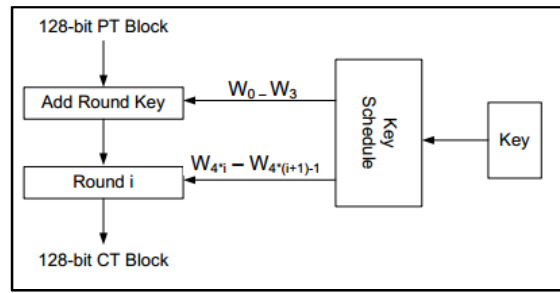 128-bit PT Block
Add Round Key
W0 – W3
Key Schedule
Key
Round i
W4*i – W4*(i+1)-1
128-bit CT Block